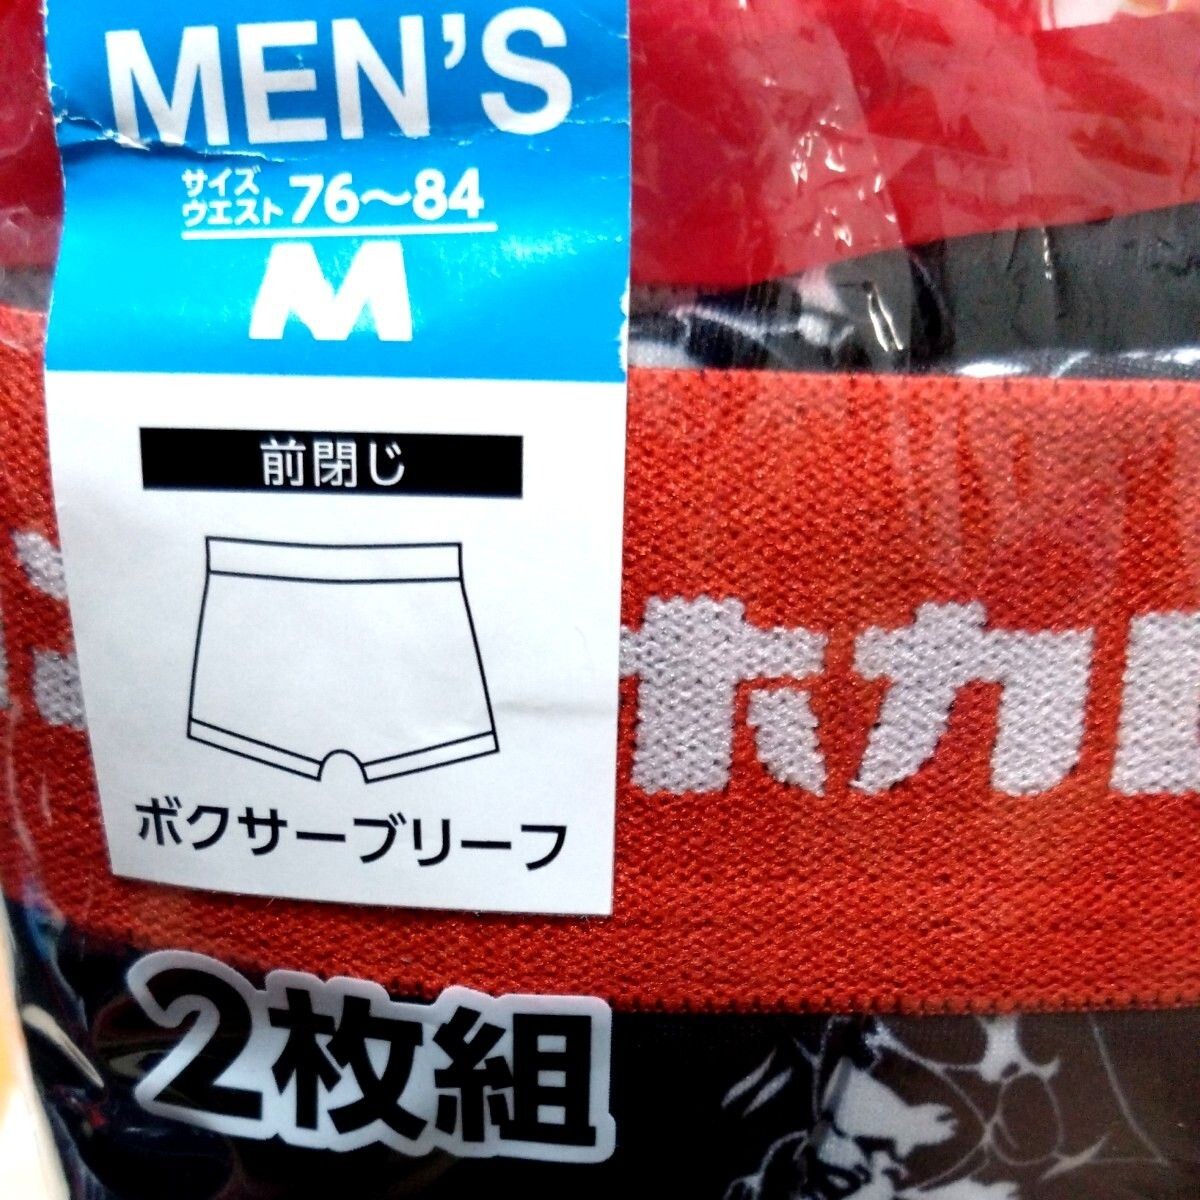 MEN'S
サイズ
ウエスト 76〜84
M
前閉じ
ホカ
ボクサーブリーフ
2枚組